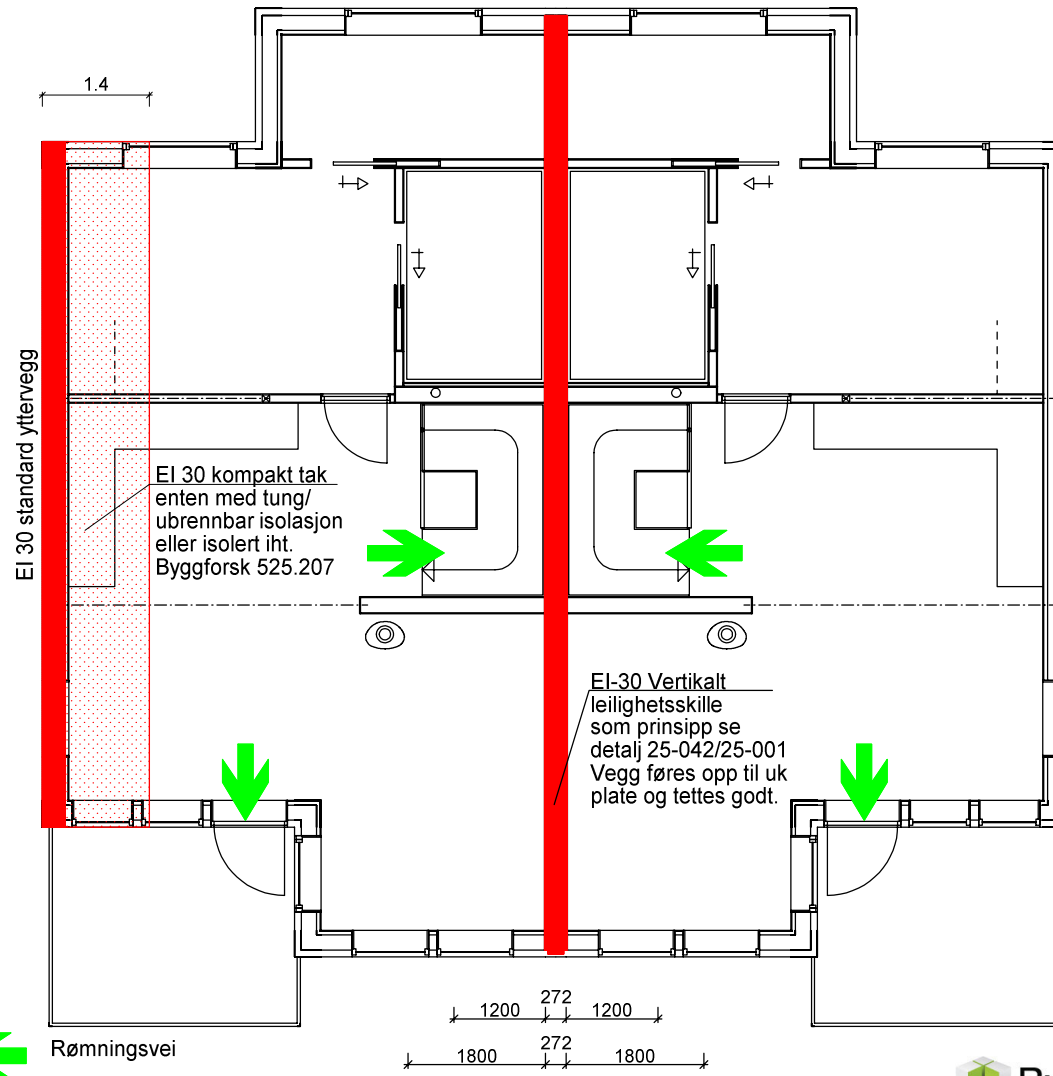 1.4
EI 30 standard yttervegg
EI 30 kompakt tak
enten med tung/
ubrennbar isolasjon
eller isolert iht.
Byggforsk 525.207
EI-30 Vertikalt
leilighetsskille
som prinsipp se
detalj 25-042/25-001
Vegg føres opp til uk
plate og tettes godt.
272
1200 1200
272
1800 1800
Rømningsvei